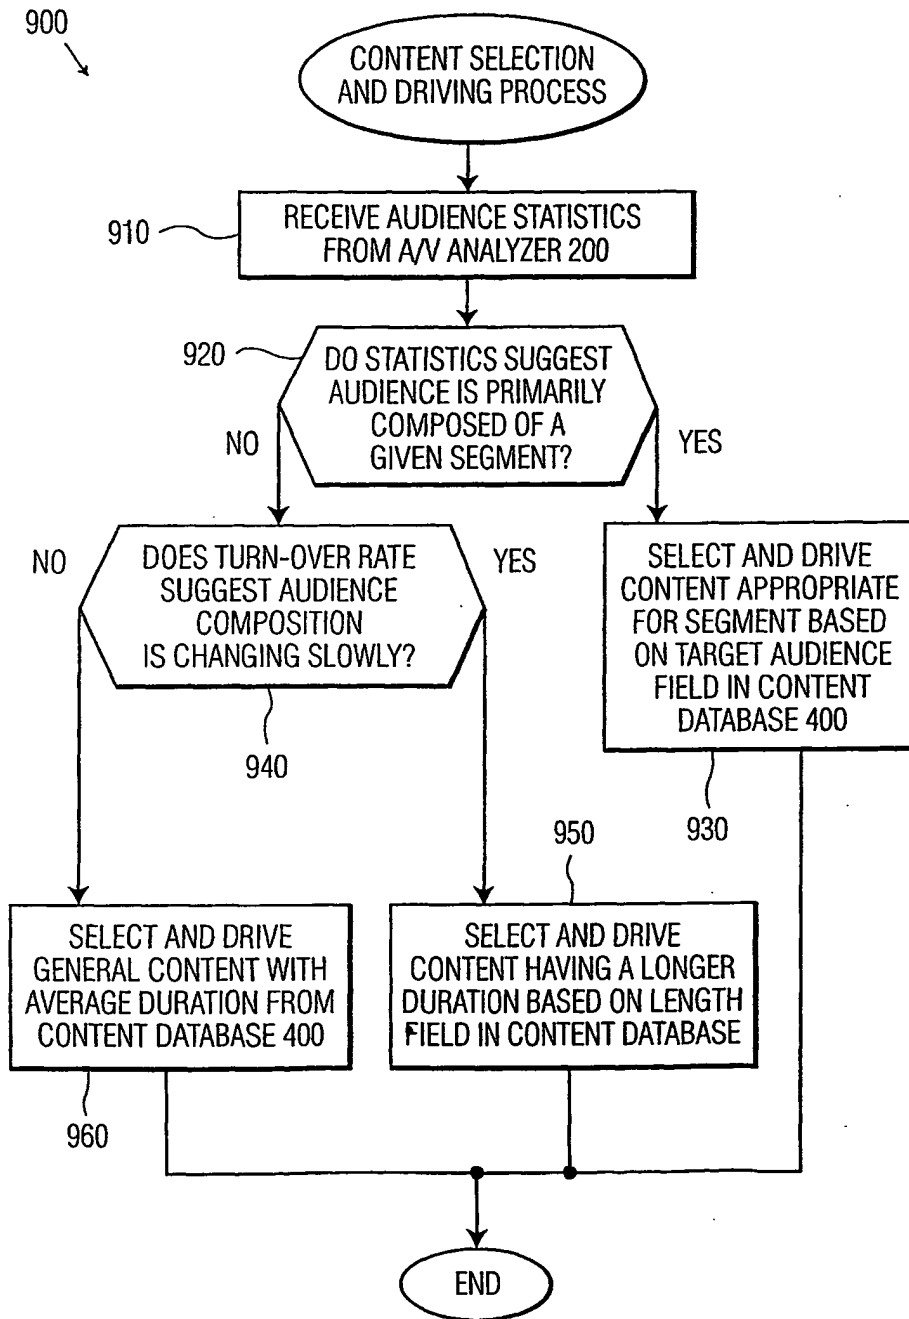 900
CONTENT SELECTION
AND DRIVING PROCESS
910
RECEIVE AUDIENCE STATISTICS
FROM A/V ANALYZER 200
920
DO STATISTICS SUGGEST
AUDIENCE IS PRIMARILY
COMPOSED OF A
GIVEN SEGMENT?
NO
YES
NO
DOES TURN-OVER RATE
SUGGEST AUDIENCE
COMPOSITION
IS CHANGING SLOWLY?
YES
940
SELECT AND DRIVE
CONTENT APPROPRIATE
FOR SEGMENT BASED
ON TARGET AUDIENCE
FIELD IN CONTENT
DATABASE 400
930
950
SELECT AND DRIVE
GENERAL CONTENT WITH
AVERAGE DURATION FROM
CONTENT DATABASE 400
960
SELECT AND DRIVE
CONTENT HAVING A LONGER
DURATION BASED ON LENGTH
FIELD IN CONTENT DATABASE
END